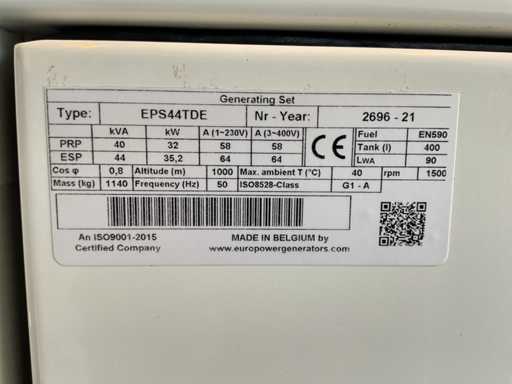 Generating Set
Type: EPS44TDE Nr - Year: 2696 - 21
kVA kW A (1~230V) A (3~400V) CE Fuel EN590
PRP 40 32 58 58 Tank (l) 400
ESP 44 35,2 64 64 LWA 90
Cos φ 0,8 Altitude (m) 1000 Max. ambient T (°C) 40 rpm 1500
Mass (kg) 1140 Frequency (Hz) 50 ISO8528-Class G1 - A
An ISO9001-2015 MADE IN BELGIUM by
Certified Company www.europowergenerators.com